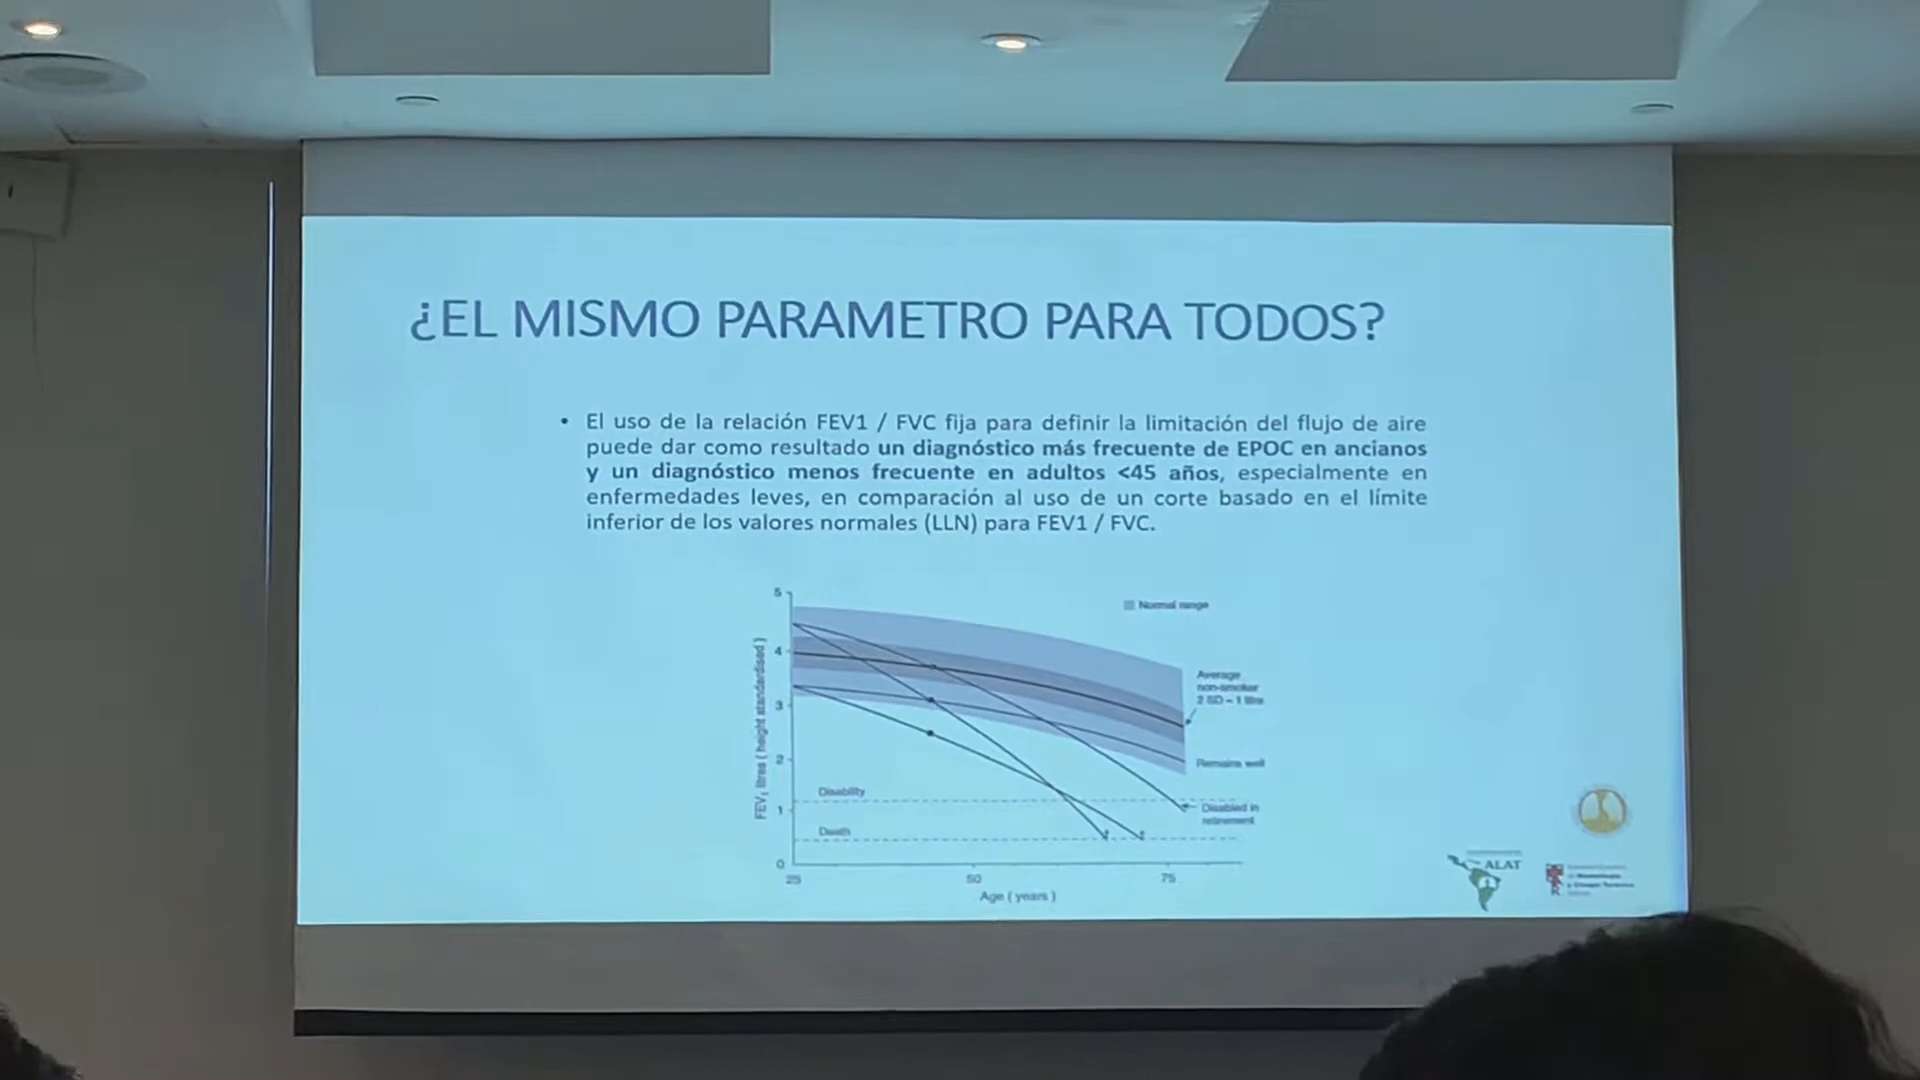 ¿EL MISMO PARAMETRO PARA TODOS?
• El uso de la relación FEV1 / FVC fija para definir la limitación del flujo de aire
puede dar como resultado un diagnóstico más frecuente de EPOC en ancianos
y un diagnóstico menos frecuente en adultos <45 años, especialmente en
enfermedades leves, en comparación al uso de un corte basado en el límite
inferior de los valores normales (LLN) para FEV1 / FVC.
5
Normal range
4
3
2
1
0
FEV1 litres ( height standardised )
Average
non-smoker
2 SD – 1 litre
Remains well
Disability
Disabled in
retirement
Death
25
50
75
Age ( years )
ALAT